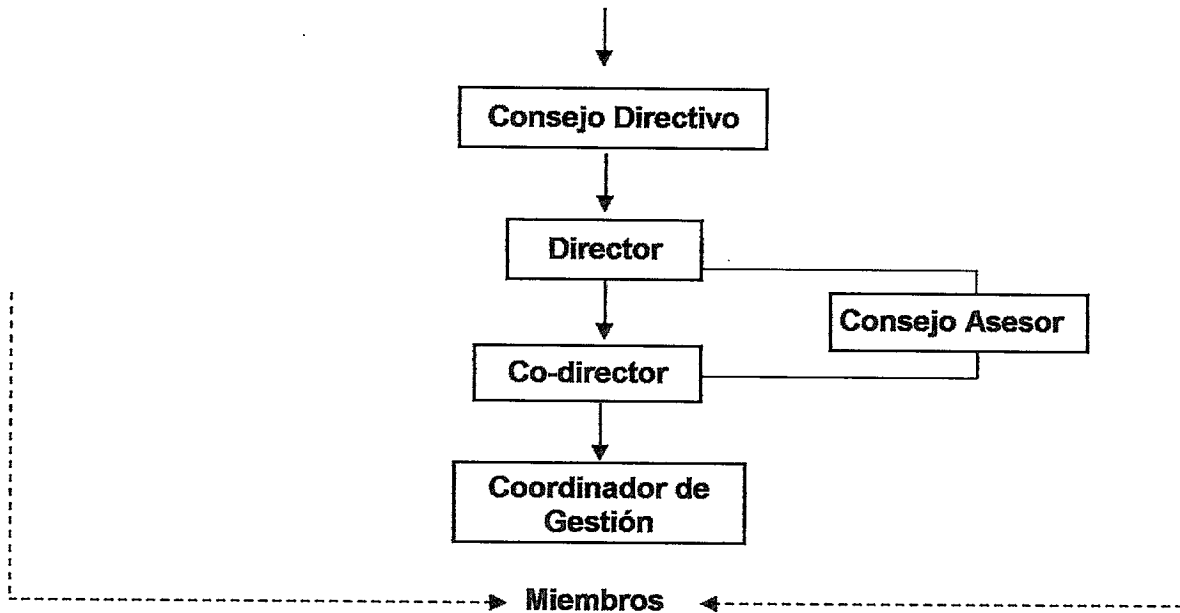 Consejo Directivo
Director
Consejo Asesor
Co-director
Coordinador de
Gestión
Miembros